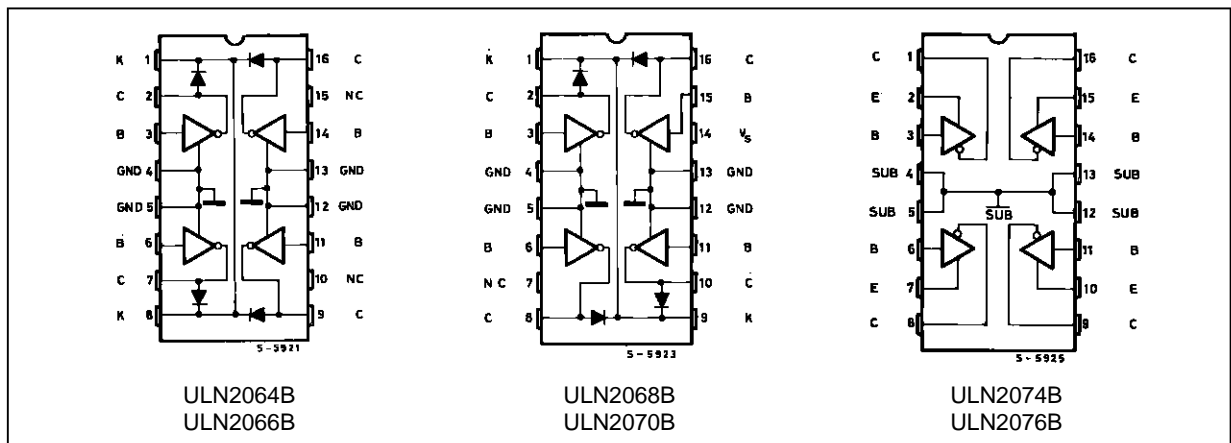 K 1 16 C
C 2 15 NC
B 3 14 B
GND 4 13 GND
GND 5 12 GND
B 6 11 B
C 7 10 NC
K 8 9 C
S-5921
ULN2064B
ULN2066B
K 1 16 C
C 2 15 B
B 3 14 Vs
GND 4 13 GND
GND 5 12 GND
B 6 11 B
NC 7 10 C
C 8 9 K
S-5923
ULN2068B
ULN2070B
C 1 16 C
E 2 15 E
B 3 14 B
SUB 4 13 SUB
SUB 5 12 SUB
SUB
B 6 11 B
E 7 10 E
C 8 9 C
S-5925
ULN2074B
ULN2076B